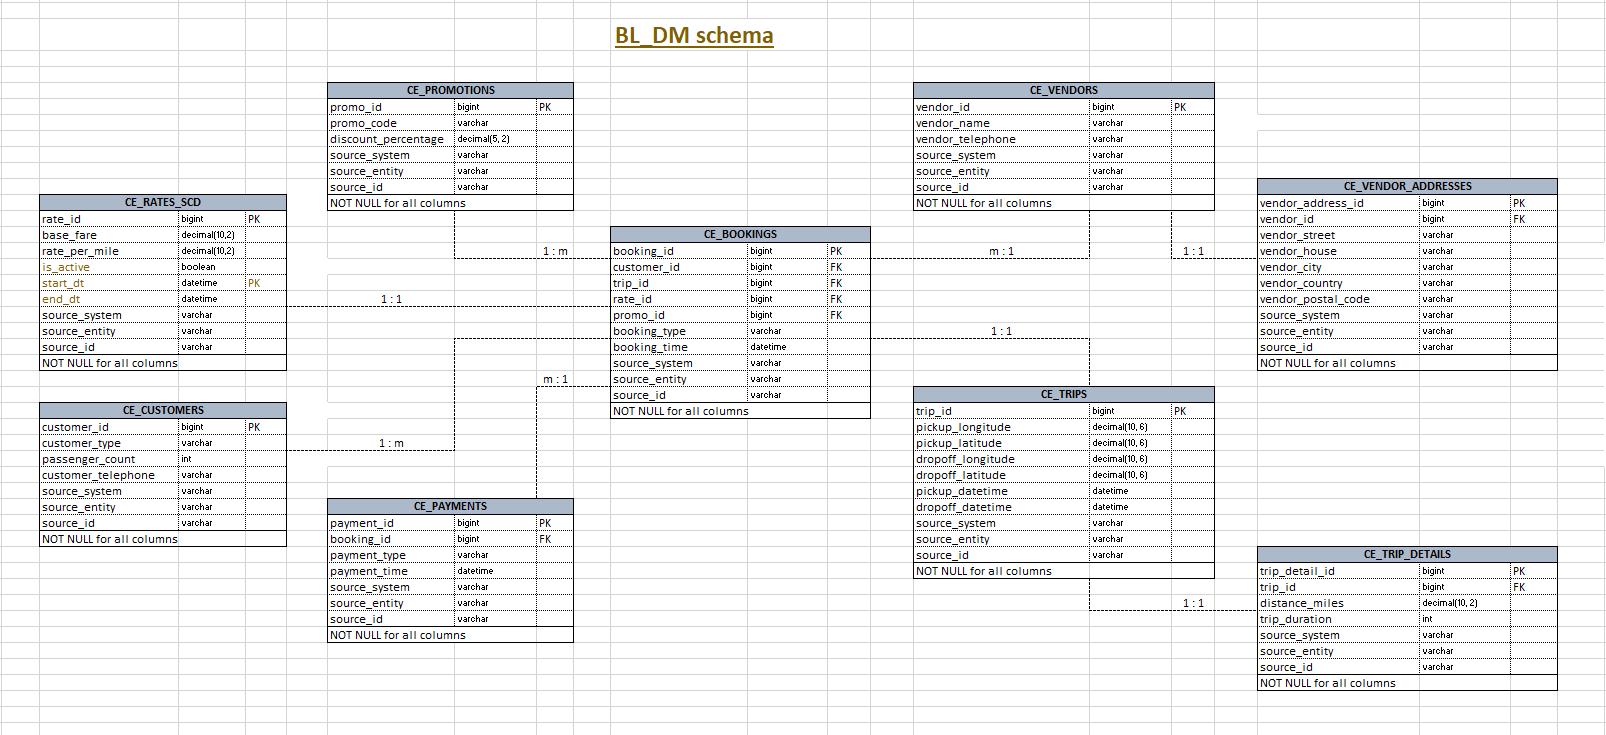 BL_DM schema
CE_PROMOTIONS
promo_id bigint PK
promo_code varchar
discount_percentage decimal(5, 2)
source_system varchar
source_entity varchar
source_id varchar
NOT NULL for all columns
CE_VENDORS
vendor_id bigint PK
vendor_name varchar
vendor_telephone varchar
source_system varchar
source_entity varchar
source_id varchar
NOT NULL for all columns
CE_VENDOR_ADDRESSES
vendor_address_id bigint PK
vendor_id bigint FK
vendor_street varchar
vendor_house varchar
vendor_city varchar
vendor_country varchar
vendor_postal_code varchar
source_system varchar
source_entity varchar
source_id varchar
NOT NULL for all columns
CE_RATES_SCD
rate_id bigint PK
base_fare decimal(10,2)
rate_per_mile decimal(10,2)
is_active boolean
start_dt datetime PK
end_dt datetime
source_system varchar
source_entity varchar
source_id varchar
NOT NULL for all columns
CE_BOOKINGS
booking_id bigint PK
customer_id bigint FK
trip_id bigint FK
rate_id bigint FK
promo_id bigint FK
booking_type varchar
booking_time datetime
source_system varchar
source_entity varchar
source_id varchar
NOT NULL for all columns
1 : m
m : 1
1 : 1
1 : 1
1 : 1
m : 1
1 : m
CE_CUSTOMERS
customer_id bigint PK
customer_type varchar
passenger_count int
customer_telephone varchar
source_system varchar
source_entity varchar
source_id varchar
NOT NULL for all columns
CE_PAYMENTS
payment_id bigint PK
booking_id bigint FK
payment_type varchar
payment_time datetime
source_system varchar
source_entity varchar
source_id varchar
NOT NULL for all columns
CE_TRIPS
trip_id bigint PK
pickup_longitude decimal(10, 6)
pickup_latitude decimal(10, 6)
dropoff_longitude decimal(10, 6)
dropoff_latitude decimal(10, 6)
pickup_datetime datetime
dropoff_datetime datetime
source_system varchar
source_entity varchar
source_id varchar
NOT NULL for all columns
1 : 1
CE_TRIP_DETAILS
trip_detail_id bigint PK
trip_id bigint FK
distance_miles decimal(10, 2)
trip_duration int
source_system varchar
source_entity varchar
source_id varchar
NOT NULL for all columns